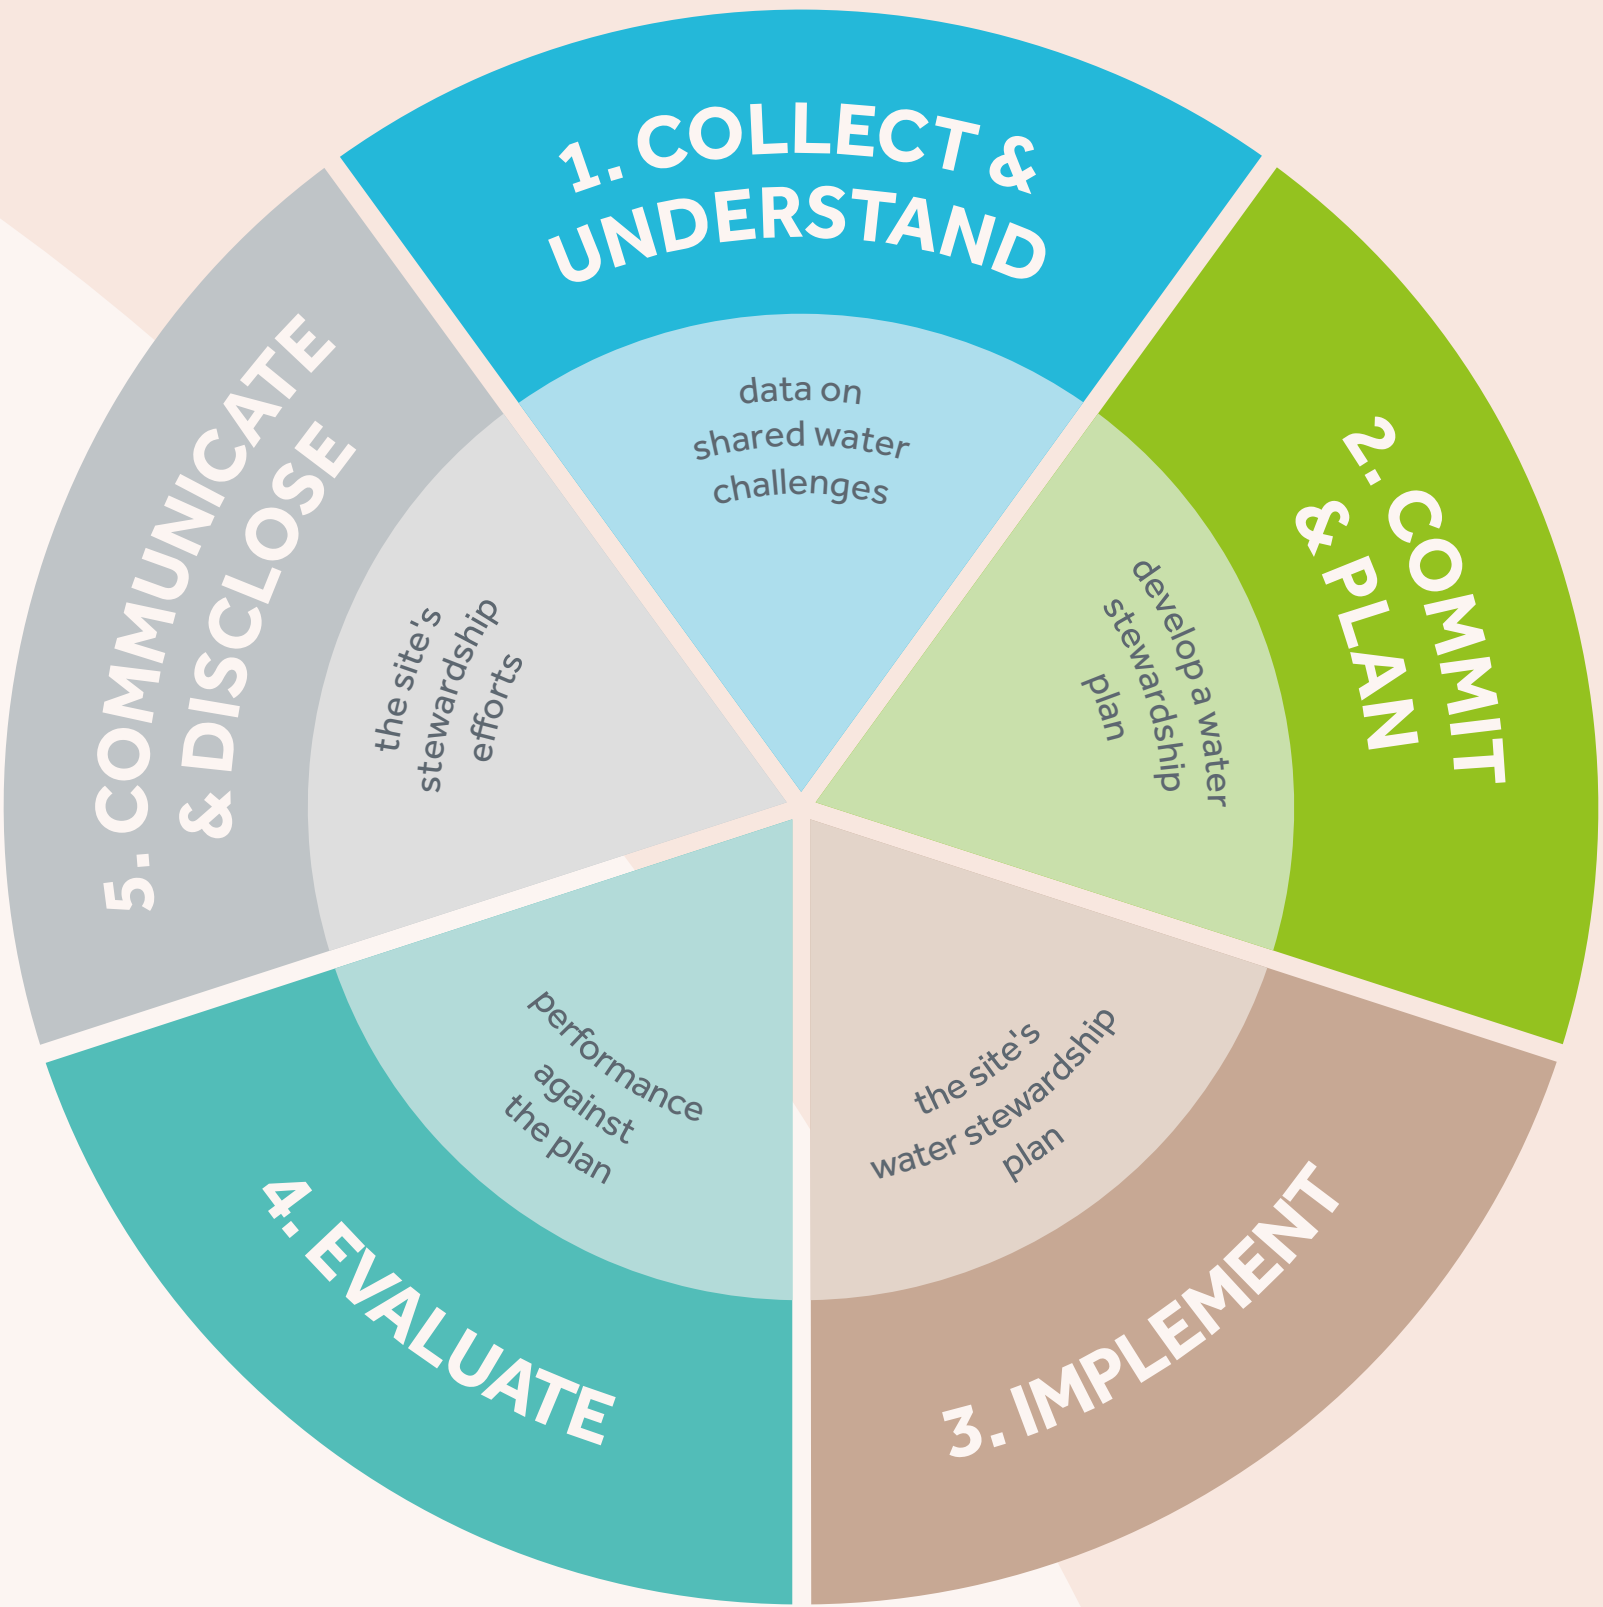 1. COLLECT &
UNDERSTAND
data on
shared water
challenges
2. COMMIT
& PLAN
develop a water
stewardship
plan
3. IMPLEMENT
the site's
water stewardship
plan
4. EVALUATE
performance
against
the plan
5. COMMUNICATE
& DISCLOSE
the site's
stewardship
efforts